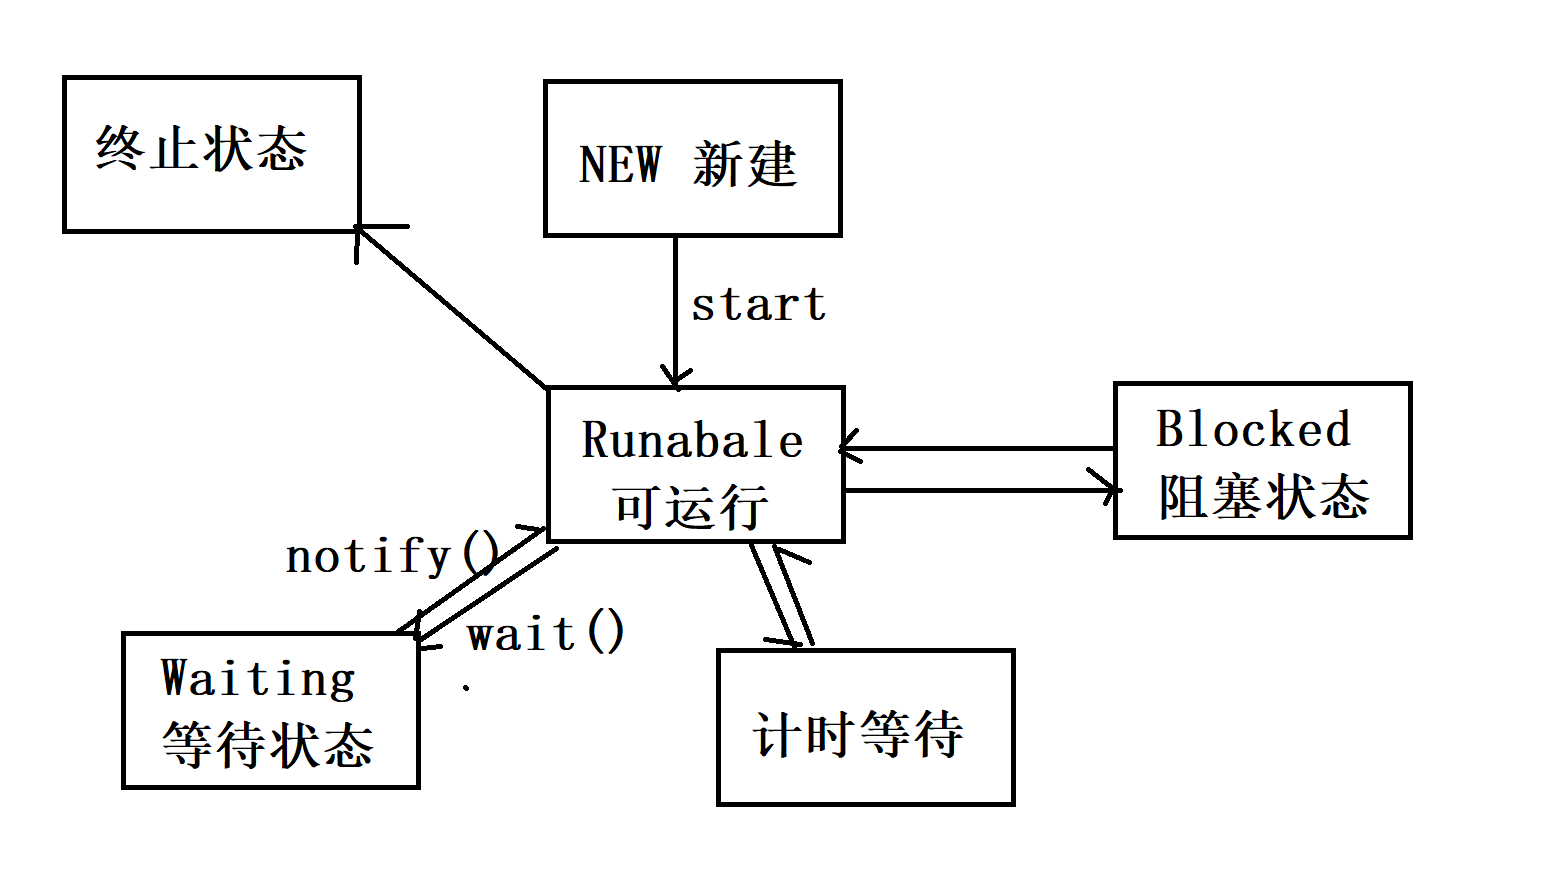 终止状态
NEW 新建
start
Runabale
可运行
Blocked
阻塞状态
notify()
wait()
Waiting
等待状态
计时等待